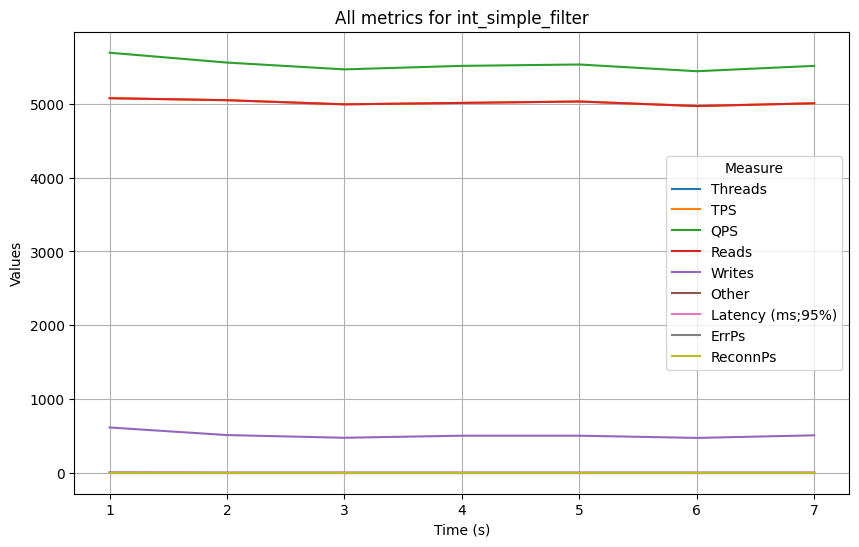 All metrics for int_simple_filter
Values
5000
4000
3000
2000
1000
0
Measure
Threads
TPS
QPS
Reads
Writes
Other
Latency (ms;95%)
ErrPs
ReconnPs
1 2 3 4 5 6 7
Time (s)